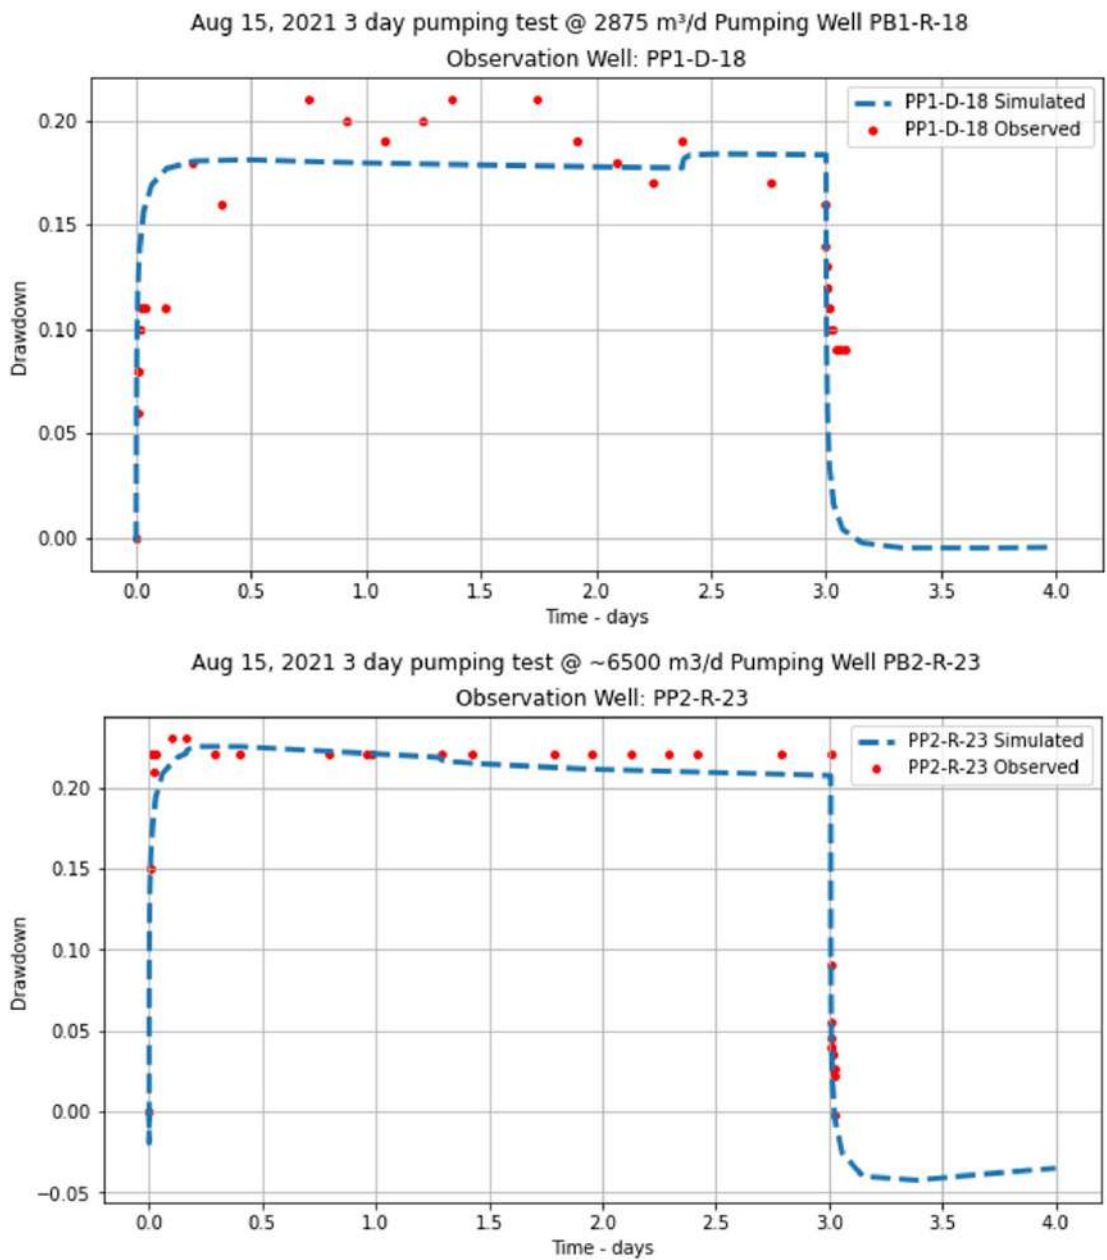 Aug 15, 2021 3 day pumping test @ 2875 m³/d Pumping Well PB1-R-18
Observation Well: PP1-D-18
PP1-D-18 Simulated
PP1-D-18 Observed
0.20
0.15
0.10
0.05
0.00
Drawdown
0.0 0.5 1.0 1.5 2.0 2.5 3.0 3.5 4.0
Time - days
Aug 15, 2021 3 day pumping test @ ~6500 m3/d Pumping Well PB2-R-23
Observation Well: PP2-R-23
PP2-R-23 Simulated
PP2-R-23 Observed
0.20
0.15
0.10
0.05
0.00
−0.05
Drawdown
0.0 0.5 1.0 1.5 2.0 2.5 3.0 3.5 4.0
Time - days